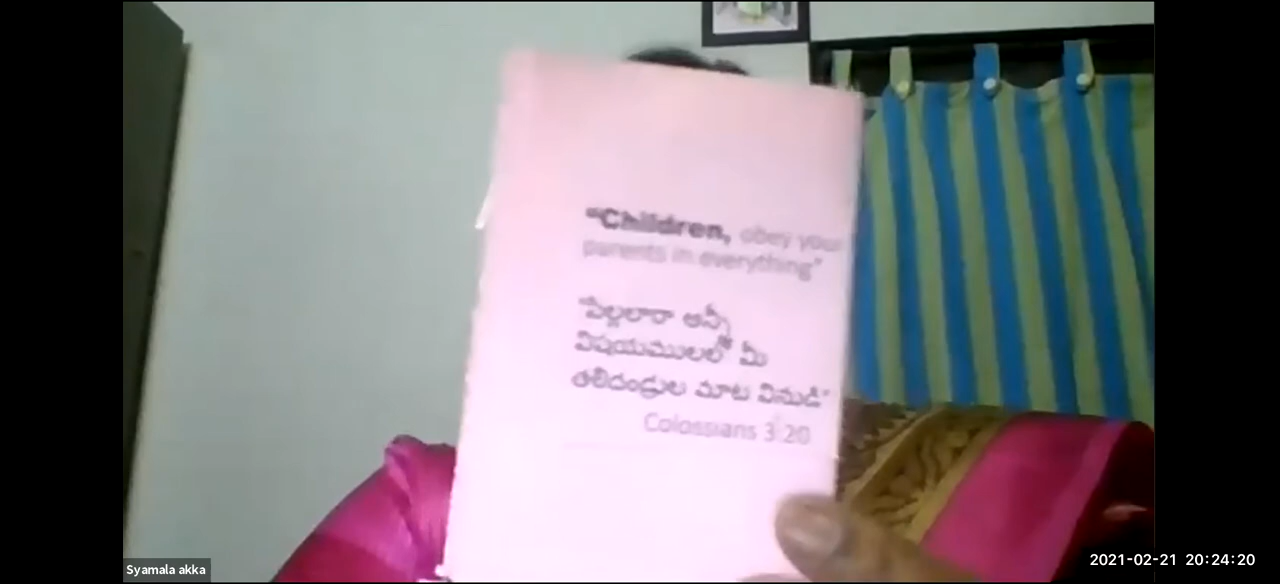 “Children, obey your
parents in everything”
“పిల్లలారా అన్ని
విషయములలో మీ
తలిదండ్రుల మాట వినుడి”
Colossians 3:20
Syamala akka
2021-02-21 20:24:20